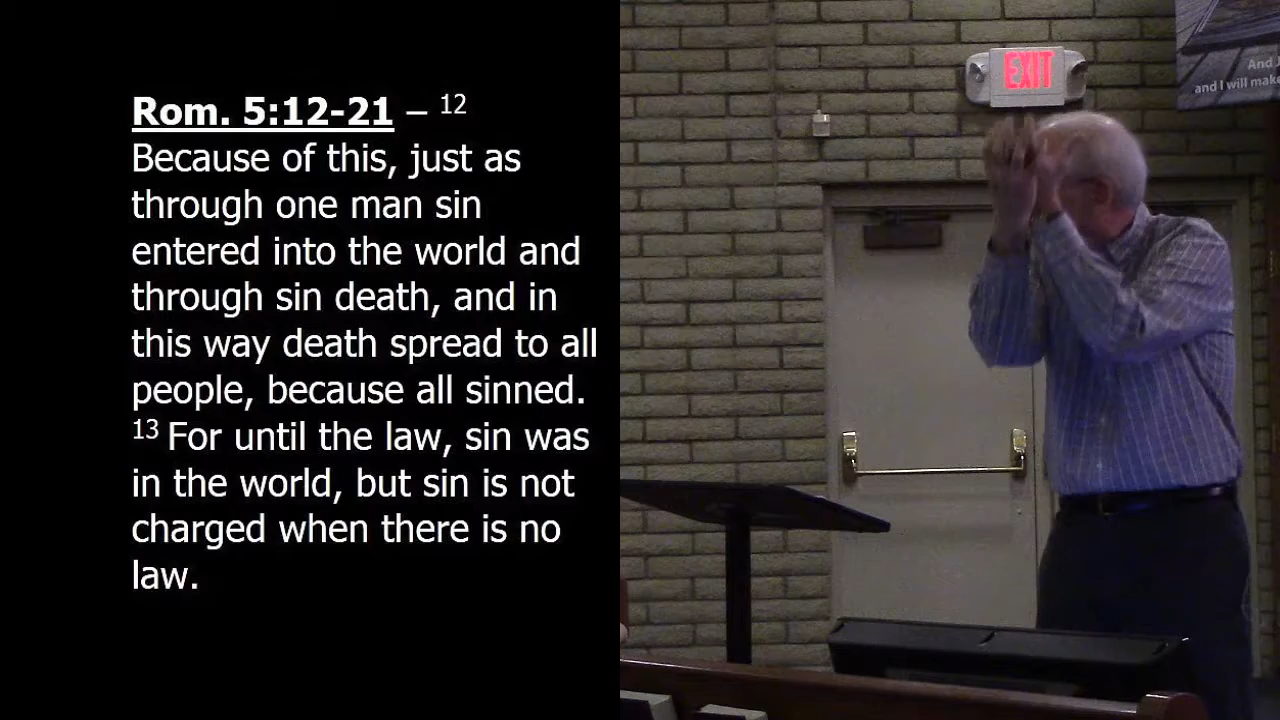 Rom. 5:12-21 – 12
Because of this, just as
through one man sin
entered into the world and
through sin death, and in
this way death spread to all
people, because all sinned.
13 For until the law, sin was
in the world, but sin is not
charged when there is no
law.
EXIT
And J
and I will make